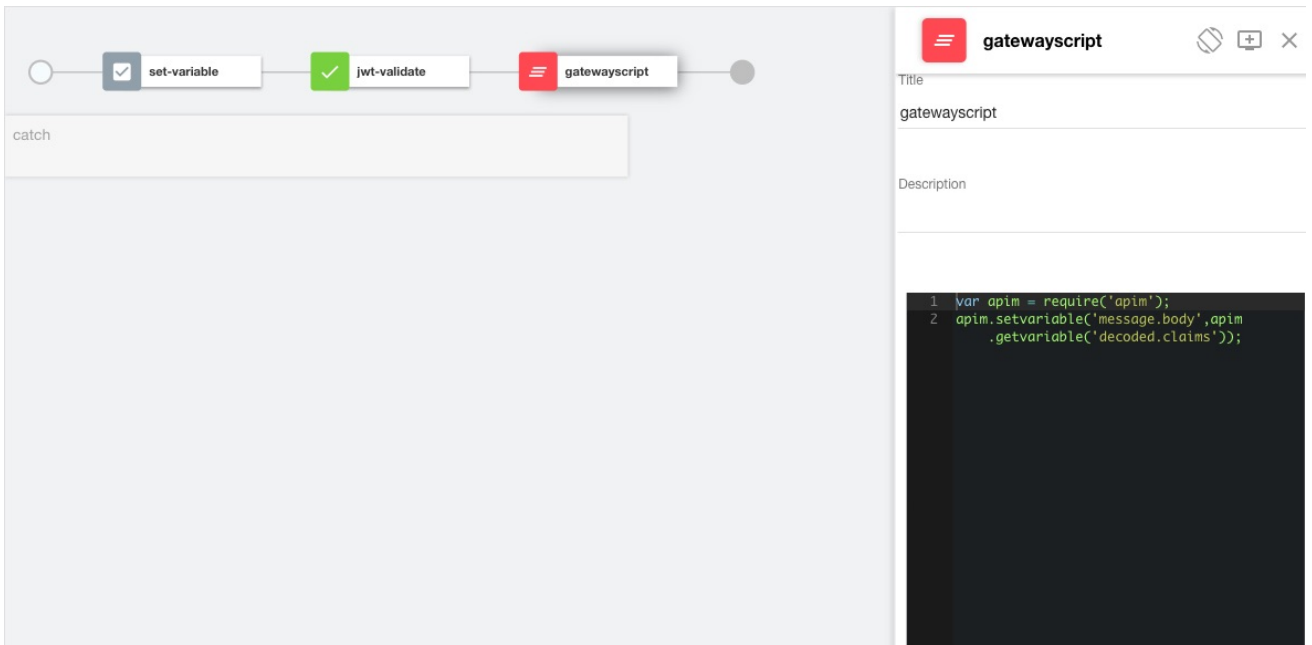 set-variable
jwt-validate
gatewayscript
catch
gatewayscript
Title
gatewayscript
Description
1 var apim = require('apim');
2 apim.setvariable('message.body',apim
.getvariable('decoded.claims'));